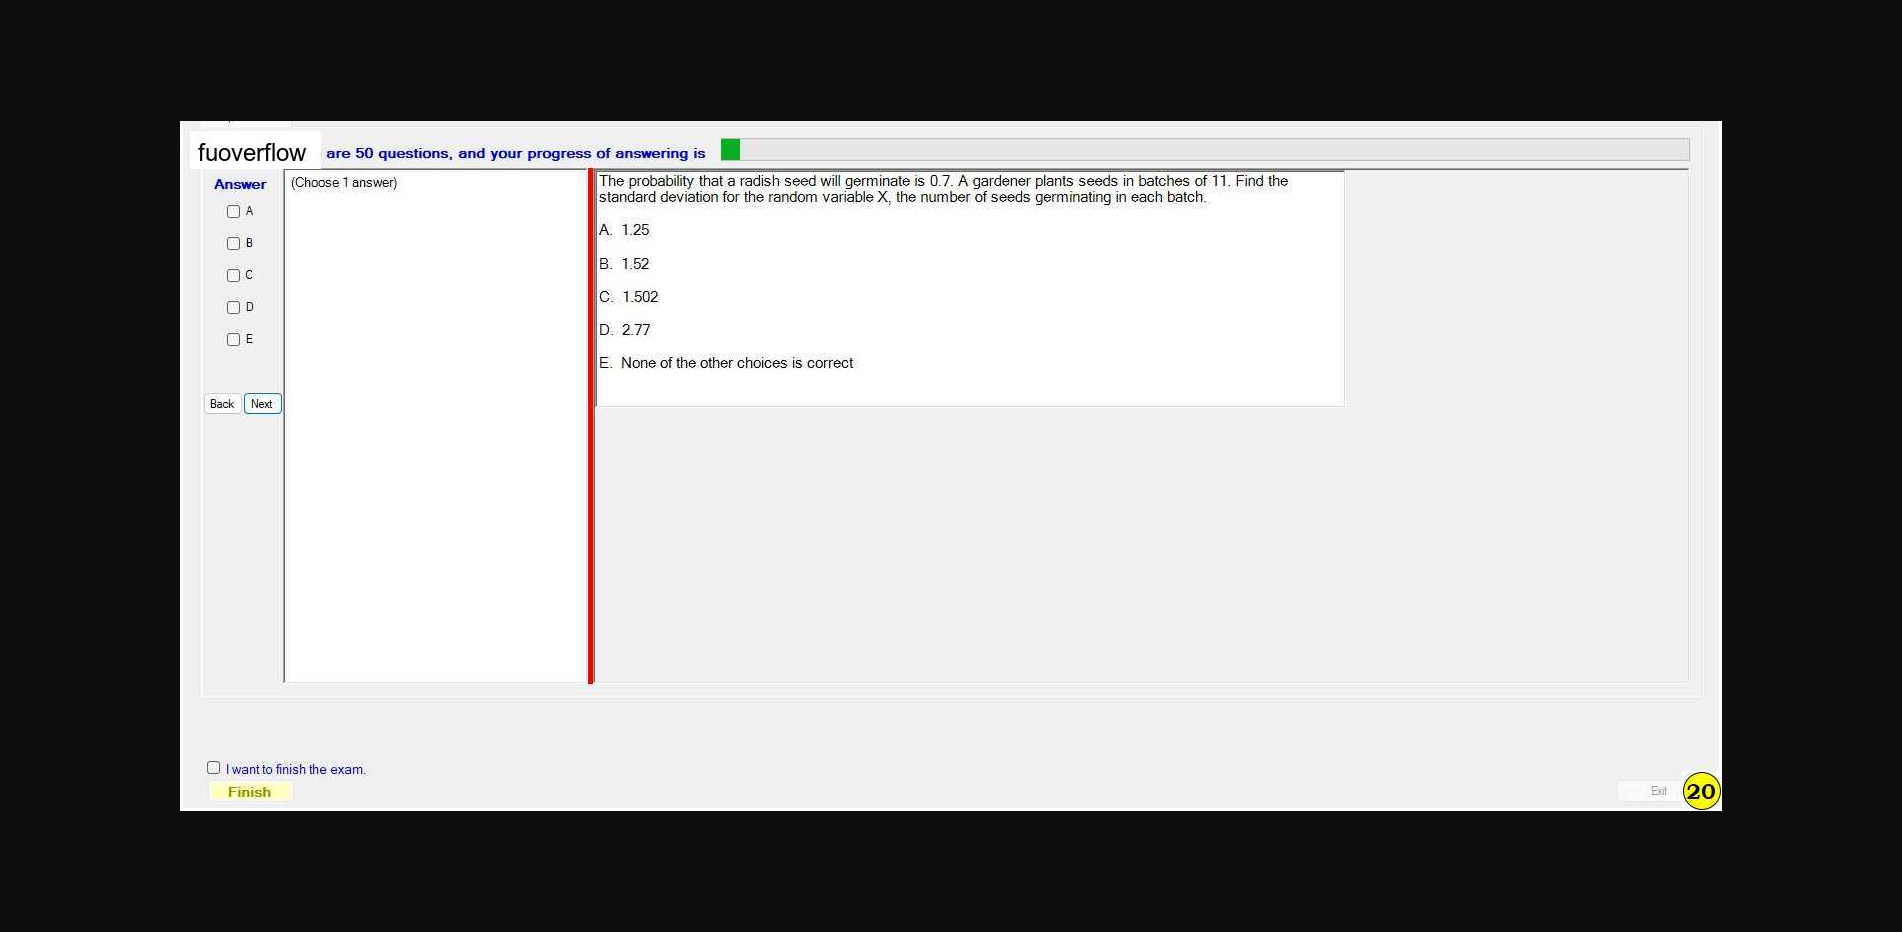 fuoverflow are 50 questions, and your progress of answering is
Answer
A
B
C
D
E
Back Next
(Choose 1 answer)
The probability that a radish seed will germinate is 0.7. A gardener plants seeds in batches of 11. Find the
standard deviation for the random variable X, the number of seeds germinating in each batch.
A. 1.25
B. 1.52
C. 1.502
D. 2.77
E. None of the other choices is correct
I want to finish the exam.
Finish
Exit
20